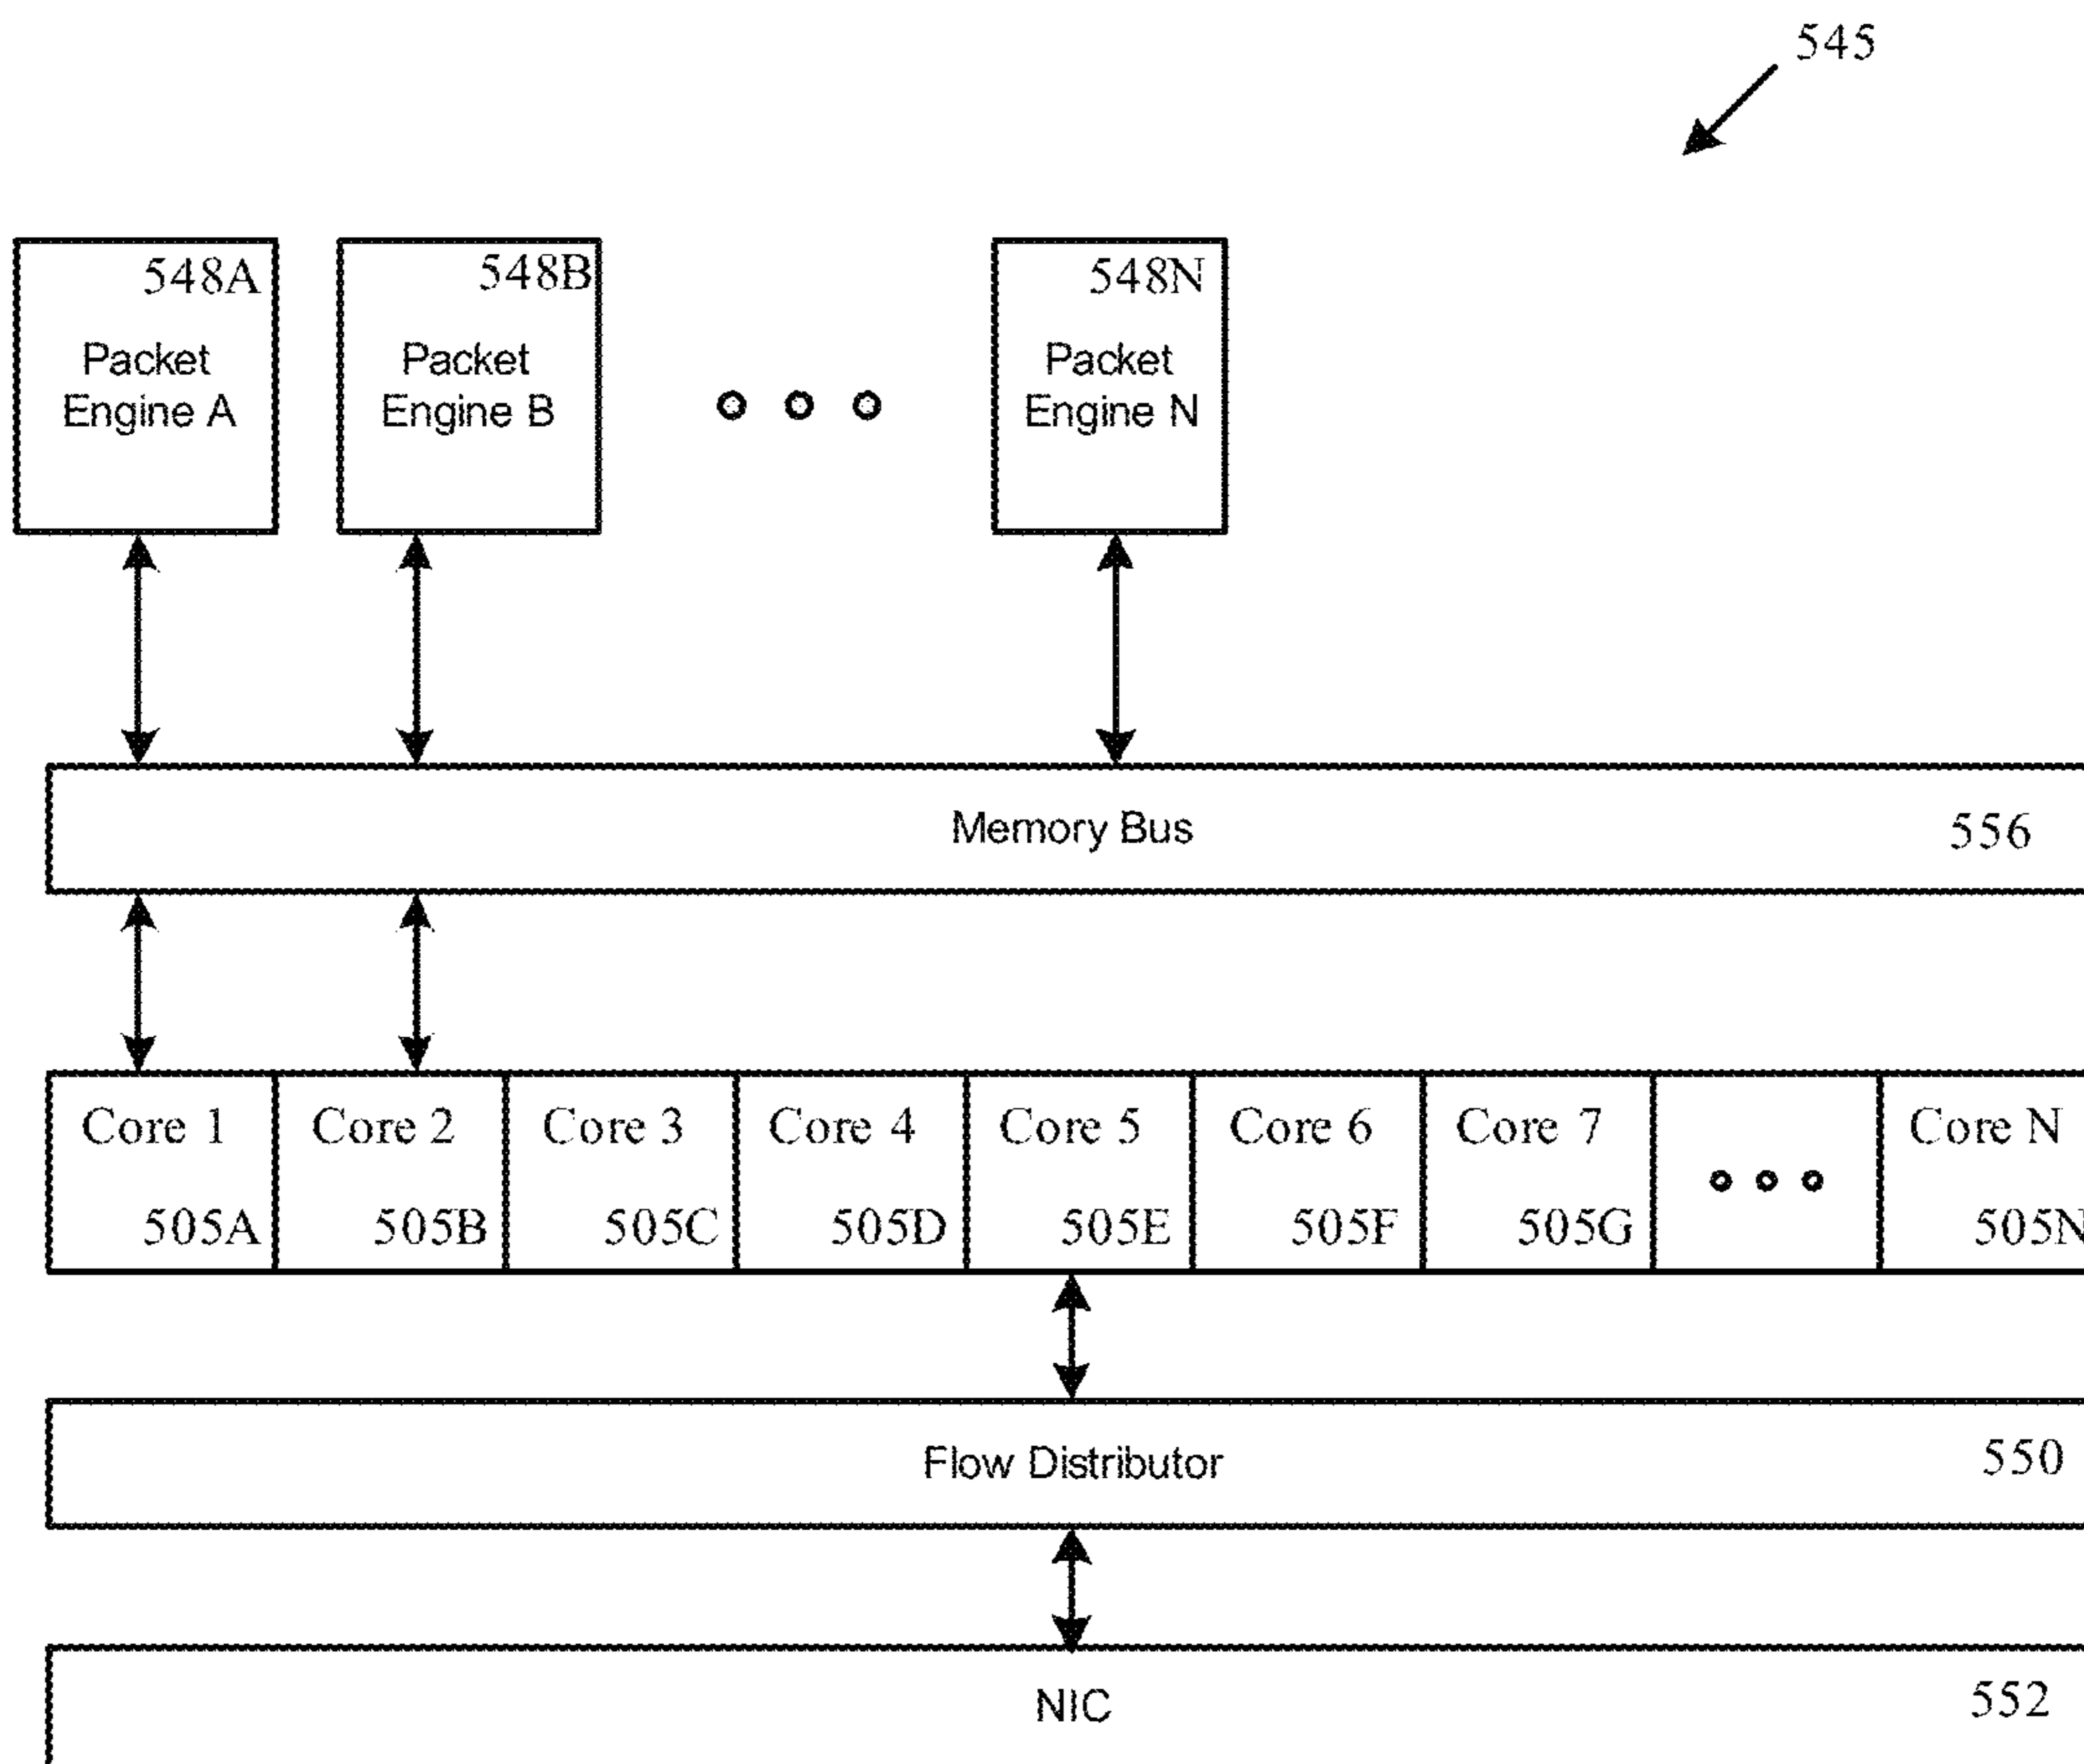 545
548A
Packet
Engine A
548B
Packet
Engine B
548N
Packet
Engine N
Memory Bus 556
Core 1 Core 2 Core 3 Core 4 Core 5 Core 6 Core 7 Core N
505A 505B 505C 505D 505E 505F 505G 505N
Flow Distributor 550
NIC 552